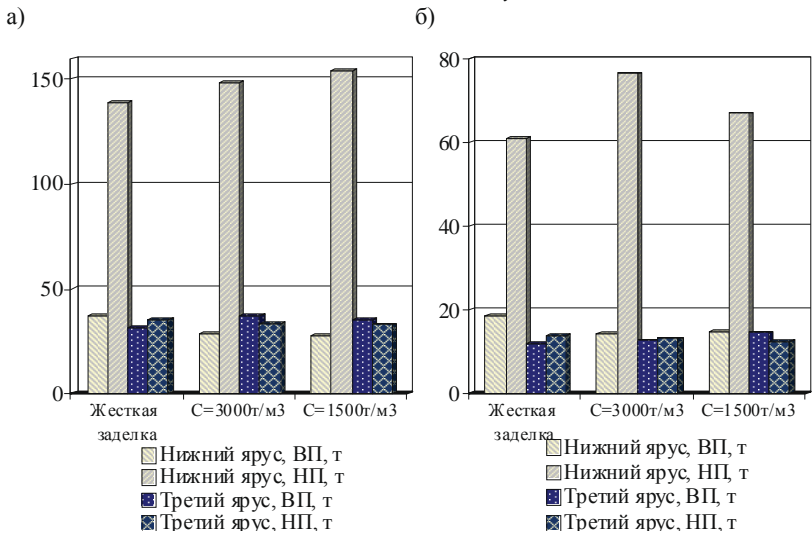 а)
150
100
50
0
Жесткая заделка
С=3000т/м3
С=1500т/м3
Нижний ярус, ВП, т
Нижний ярус, НП, т
Третий ярус, ВП, т
Третий ярус, НП, т
б)
80
60
40
20
0
Жесткая заделка
С=3000т/м3
С=1500т/м3
Нижний ярус, ВП, т
Нижний ярус, НП, т
Третий ярус, ВП, т
Третий ярус, НП, т